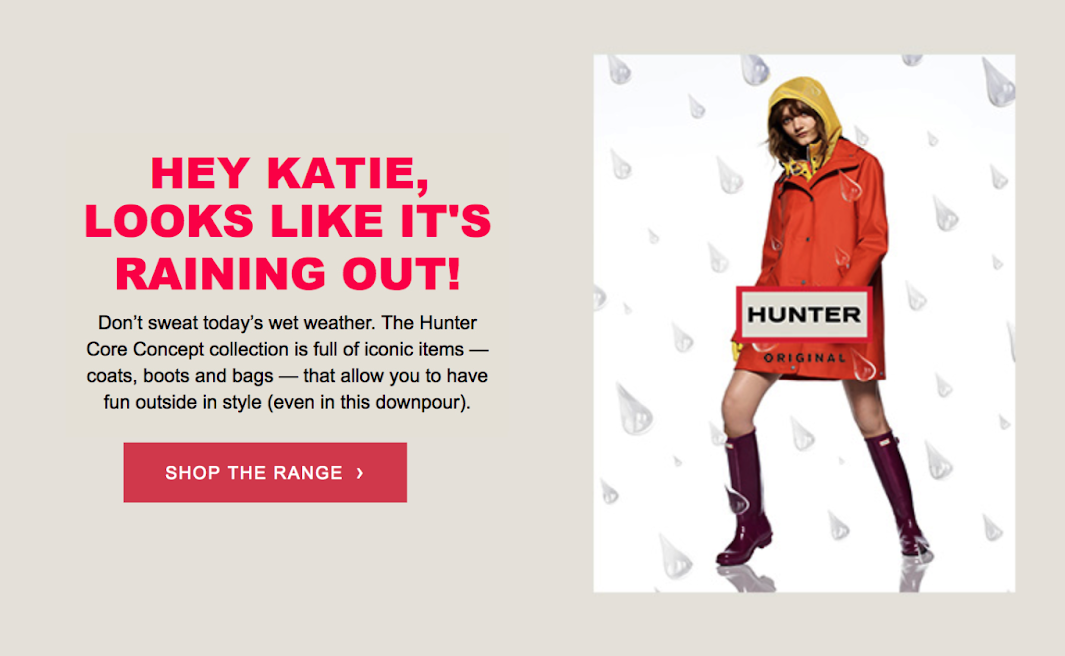 HEY KATIE,
LOOKS LIKE IT'S
RAINING OUT!
Don’t sweat today’s wet weather. The Hunter
Core Concept collection is full of iconic items —
coats, boots and bags — that allow you to have
fun outside in style (even in this downpour).
SHOP THE RANGE ›
HUNTER
ORIGINAL